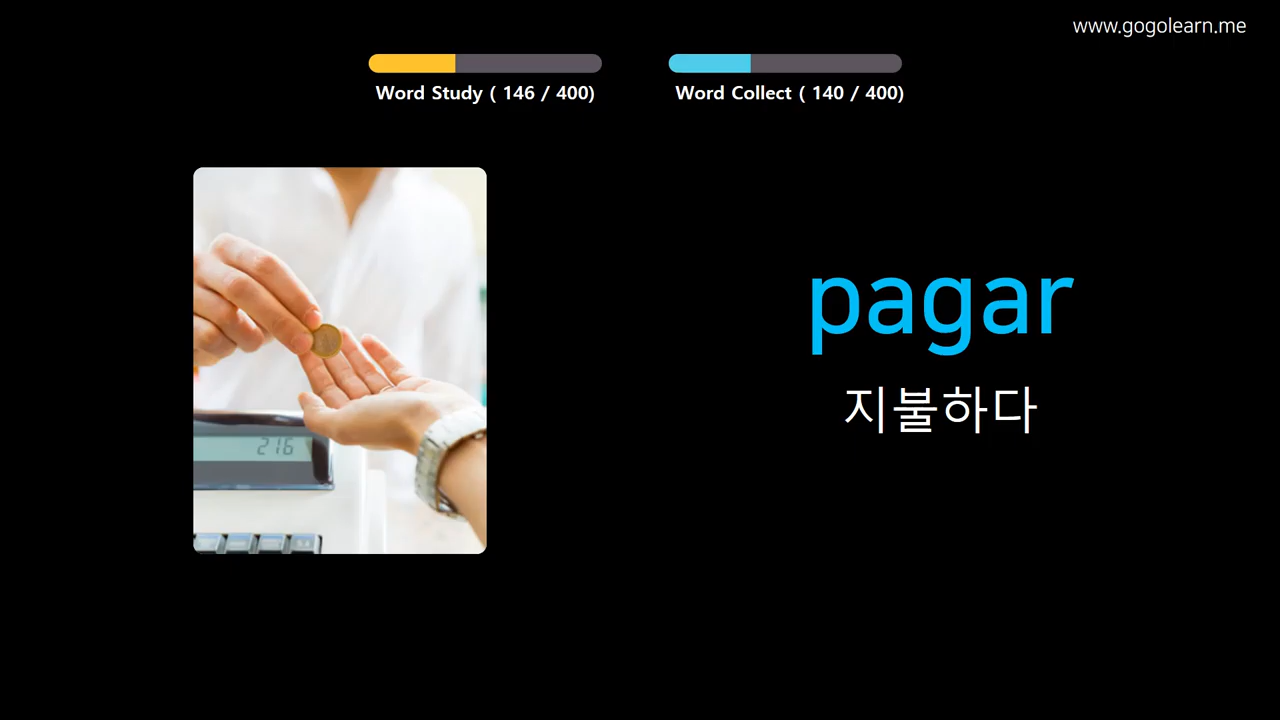 www.gogolearn.me
Word Study ( 146 / 400)
Word Collect ( 140 / 400)
216
pagar
지불하다